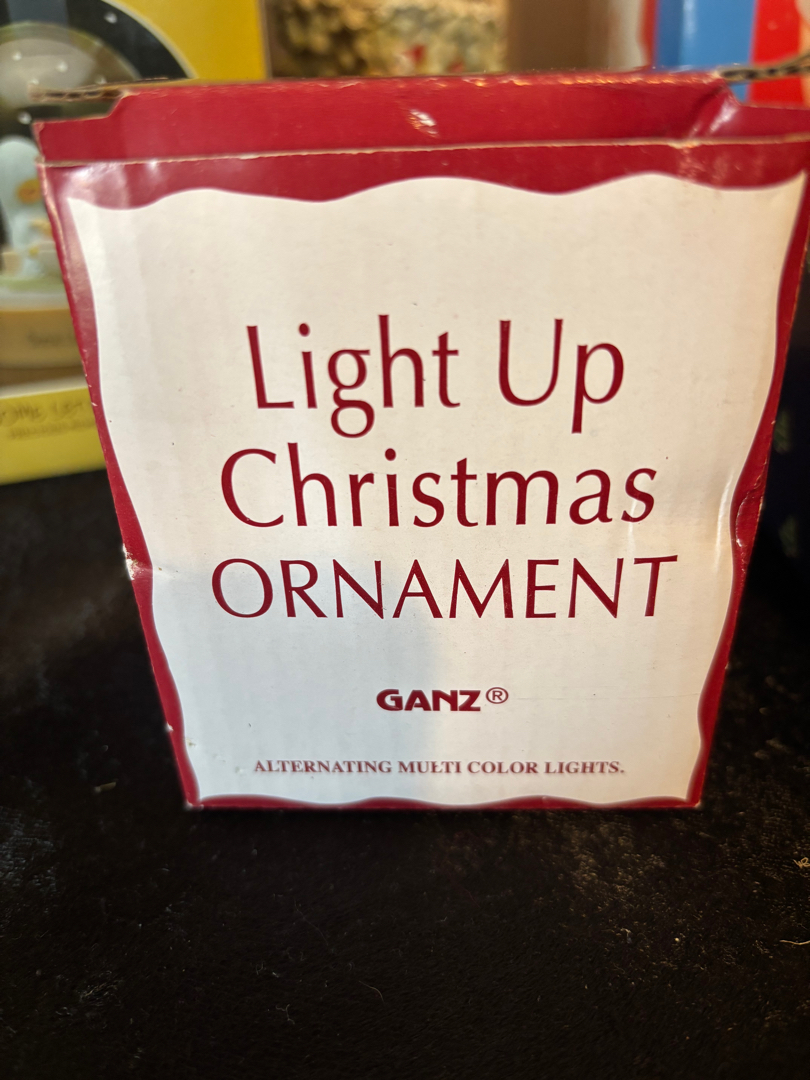 Light Up
Christmas
ORNAMENT
GANZ®
ALTERNATING MULTI COLOR LIGHTS.